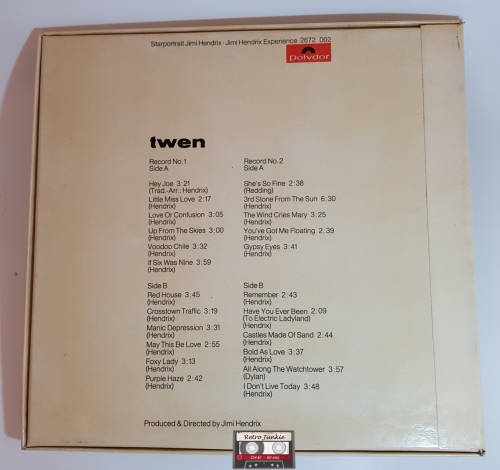 Starportrait Jimi Hendrix · Jimi Hendrix Experience 2672 002
Polydor
twen
Record No.1
Side A
Hey Joe 3:21
(Trad.-Arr.: Hendrix)
Little Miss Love 2:17
(Hendrix)
Love Or Confusion 3:05
(Hendrix)
Up From The Skies 3:00
(Hendrix)
Voodoo Chile 3:32
(Hendrix)
If Six Was Nine 3:59
(Hendrix)
Side B
Red House 3:45
(Hendrix)
Crosstown Traffic 3:19
(Hendrix)
Manic Depression 3:31
(Hendrix)
May This Be Love 2:55
(Hendrix)
Foxy Lady 3:13
(Hendrix)
Purple Haze 2:42
(Hendrix)
Record No.2
Side A
She's So Fine 2:38
(Redding)
3rd Stone From The Sun 6:30
(Hendrix)
The Wind Cries Mary 3:25
(Hendrix)
You've Got Me Floating 2:39
(Hendrix)
Gypsy Eyes 3:41
(Hendrix)
Side B
Remember 2:43
(Hendrix)
Have You Ever Been 2:09
(To Electric Ladyland)
(Hendrix)
Castles Made Of Sand 2:44
(Hendrix)
Bold As Love 3:37
(Hendrix)
All Along The Watchtower 3:57
(Dylan)
I Don't Live Today 3:48
(Hendrix)
Produced & Directed by Jimi Hendrix
Retro Junkie